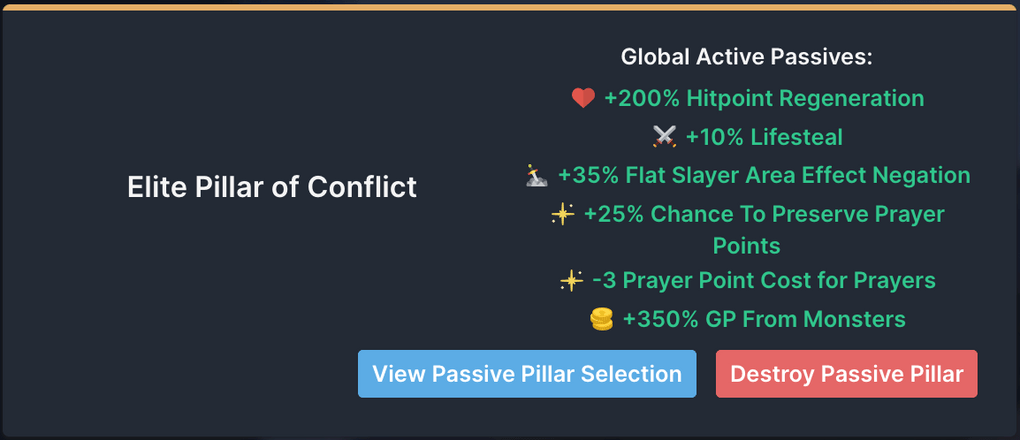 Global Active Passives:
+200% Hitpoint Regeneration
+10% Lifesteal
+35% Flat Slayer Area Effect Negation
Elite Pillar of Conflict
+25% Chance To Preserve Prayer
Points
-3 Prayer Point Cost for Prayers
+350% GP From Monsters
View Passive Pillar Selection
Destroy Passive Pillar